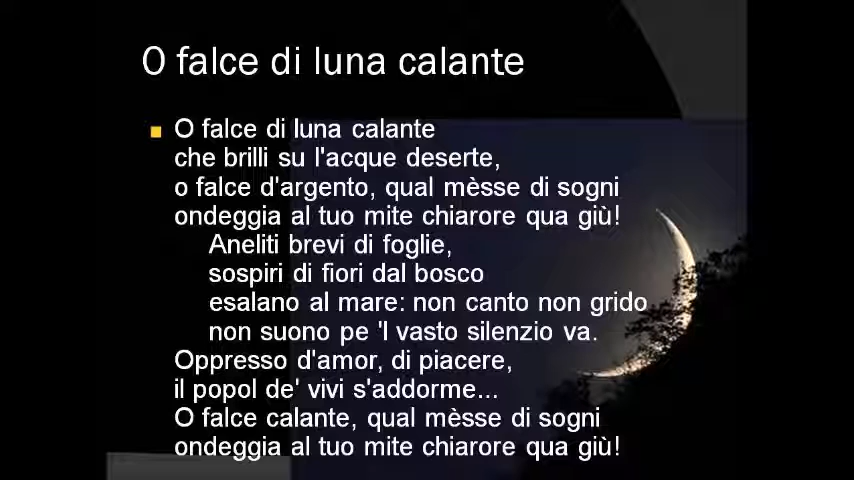 O falce di luna calante
O falce di luna calante
che brilli su l'acque deserte,
o falce d'argento, qual mèsse di sogni
ondeggia al tuo mite chiarore qua giù!
Aneliti brevi di foglie,
sospiri di fiori dal bosco
esalano al mare: non canto non grido
non suono pe 'l vasto silenzio va.
Oppresso d'amor, di piacere,
il popol de' vivi s'addorme...
O falce calante, qual mèsse di sogni
ondeggia al tuo mite chiarore qua giù!